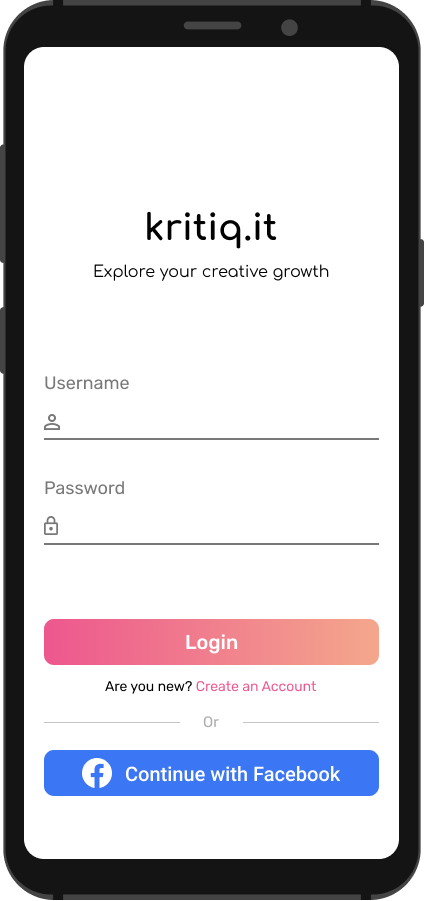 kritiq.it
Explore your creative growth
Username
Password
Login
Are you new? Create an Account
Or
Continue with Facebook